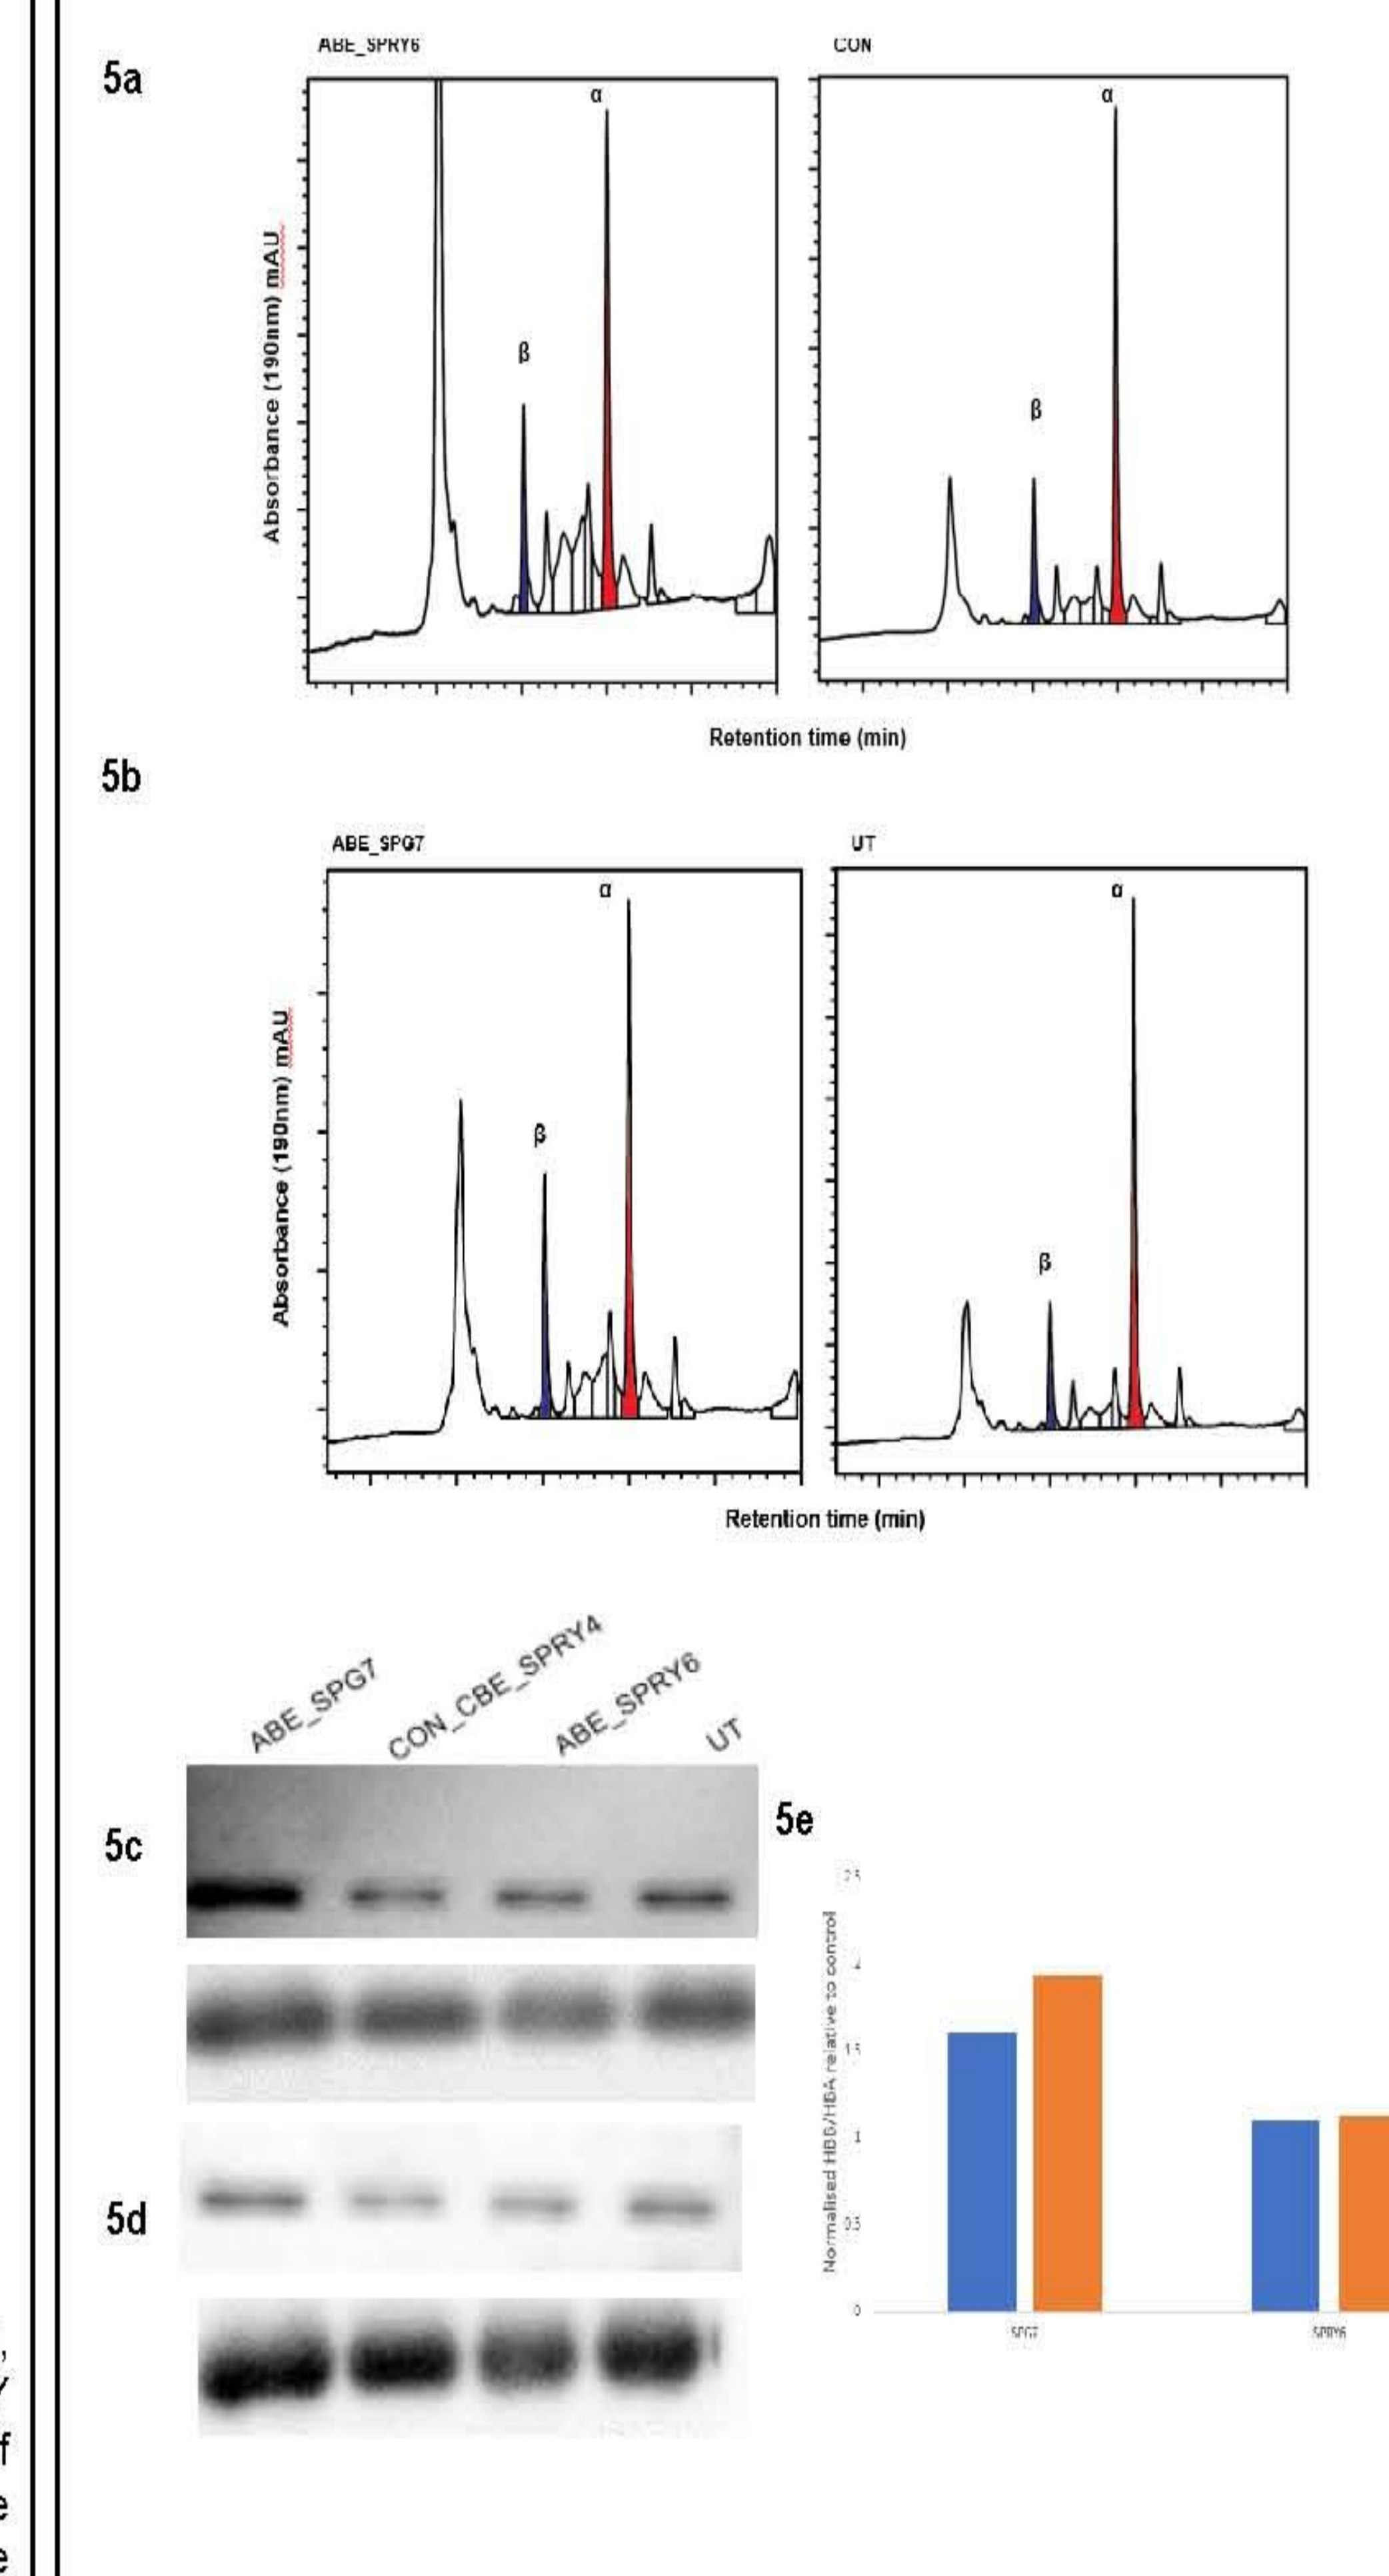 5a
ABE_SPRY6
CON
α
α
β
β
Absorbance (190nm) mAU
Retention time (min)
5b
ABE_SPG7
UT
α
α
β
β
Absorbance (190nm) mAU
Retention time (min)
ABE_SPG7
CON_CBE_SPRY4
ABE_SPRY6
UT
5c
5d
5e
Normalised HBB/HBA relative to control
2.5
2
1.5
1
0.5
0
SPG7
SPRY6
,
Y
f
e
e